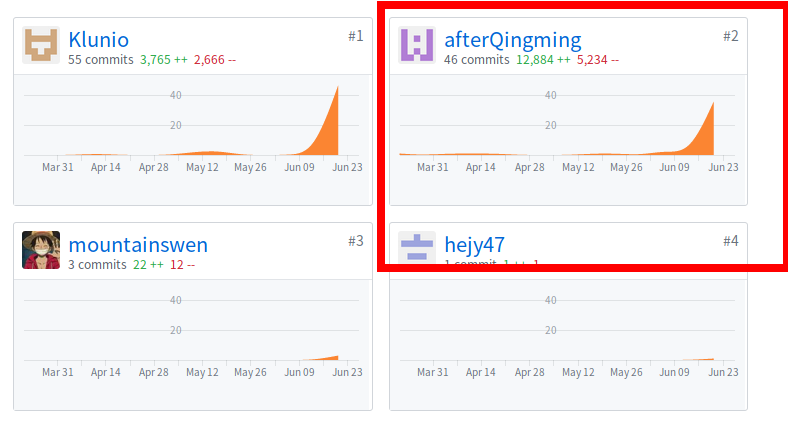 Klunio #1
55 commits 3,765 ++ 2,666 --
40
20
Mar 31 Apr 14 Apr 28 May 12 May 26 Jun 09 Jun 23
afterQingming #2
46 commits 12,884 ++ 5,234 --
40
20
Mar 31 Apr 14 Apr 28 May 12 May 26 Jun 09 Jun 23
mountainswen #3
3 commits 22 ++ 12 --
40
20
Mar 31 Apr 14 Apr 28 May 12 May 26 Jun 09 Jun 23
hejy47 #4
1 commit 1 ++ 1 --
40
20
Mar 31 Apr 14 Apr 28 May 12 May 26 Jun 09 Jun 23